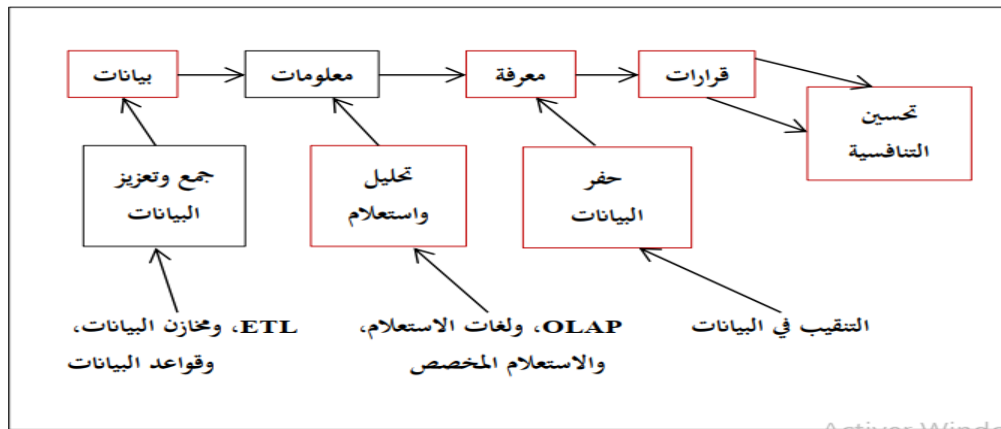 بيانات
معلومات
معرفة
قرارات
تحسين
التنافسية
جمع وتعزيز
البيانات
تحليل
واستعلام
حفر
البيانات
ETL، ومخازن البيانات،
وقواعد البيانات
OLAP، ولغات الاستعلام،
والاستعلام المخصص
التنقيب في البيانات